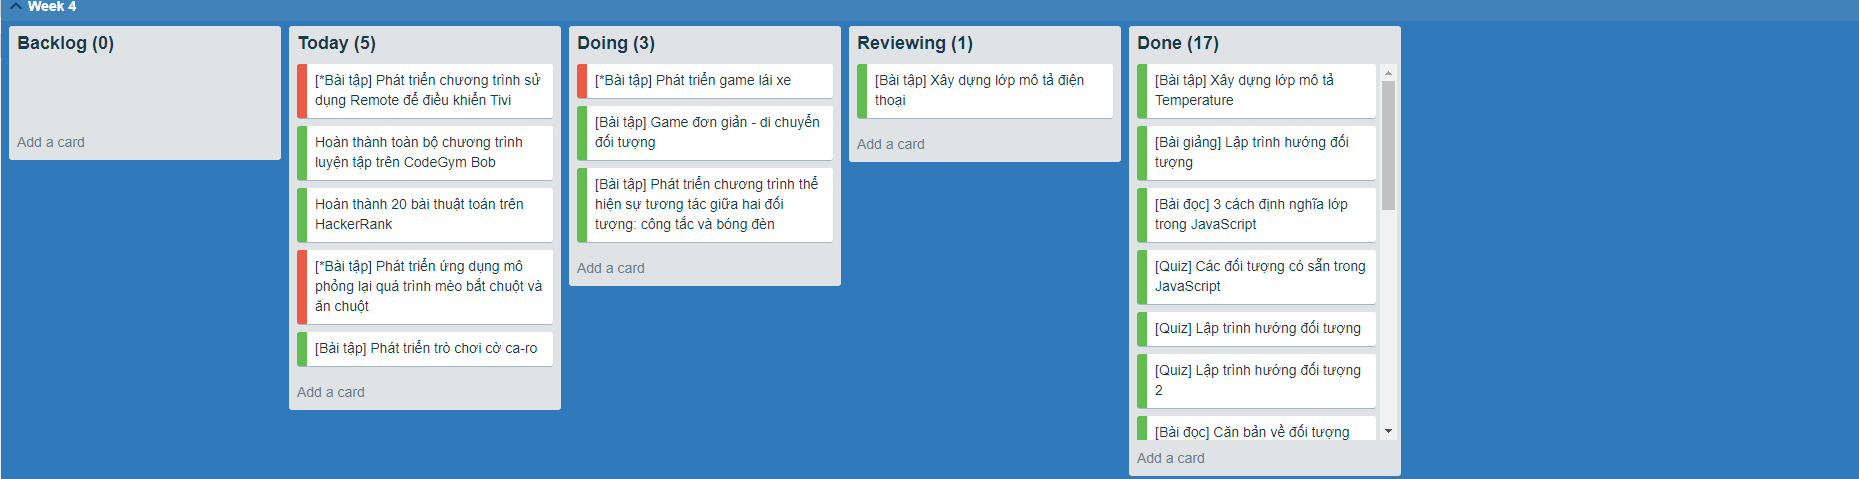 Week 4
Backlog (0)
Add a card
Today (5)
[*Bài tập] Phát triển chương trình sử
dụng Remote để điều khiển Tivi
Hoàn thành toàn bộ chương trình
luyện tập trên CodeGym Bob
Hoàn thành 20 bài thuật toán trên
HackerRank
[*Bài tập] Phát triển ứng dụng mô
phỏng lại quá trình mèo bắt chuột và
ăn chuột
[Bài tập] Phát triển trò chơi cờ ca-ro
Add a card
Doing (3)
[*Bài tập] Phát triển game lái xe
[Bài tập] Game đơn giản - di chuyển
đối tượng
[Bài tập] Phát triển chương trình thể
hiện sự tương tác giữa hai đối
tượng: công tắc và bóng đèn
Add a card
Reviewing (1)
[Bài tập] Xây dựng lớp mô tả điện
thoại
Add a card
Done (17)
[Bài tập] Xây dựng lớp mô tả
Temperature
[Bài giảng] Lập trình hướng đối
tượng
[Bài đọc] 3 cách định nghĩa lớp
trong JavaScript
[Quiz] Các đối tượng có sẵn trong
JavaScript
[Quiz] Lập trình hướng đối tượng
[Quiz] Lập trình hướng đối tượng
2
[Bài đọc] Căn bản về đối tượng
Add a card